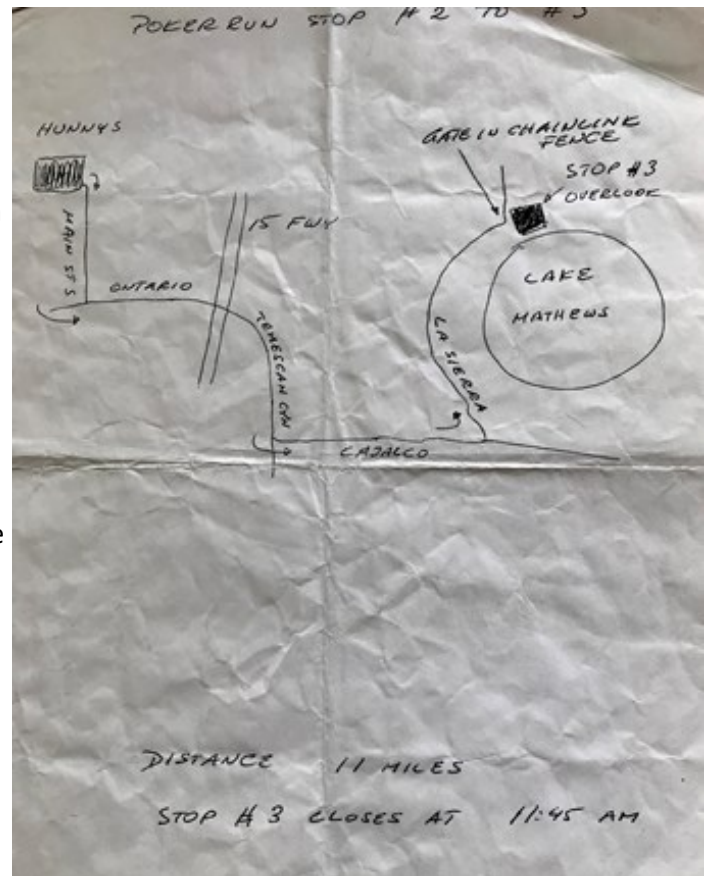 POKER RUN STOP #2 TO #3
HUNNYS
GATE IN CHAINLINK
FENCE
STOP #3
OVERLOOK
MAIN ST S
15 FWY
ONTARIO
LAKE
MATHEWS
TEMESCAN CYN
LA SIERRA
CAJALCO
DISTANCE 11 MILES
STOP #3 CLOSES AT 11:45 AM